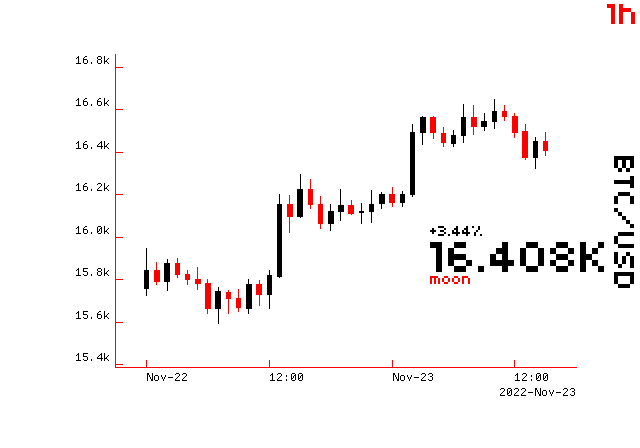 1h
16.8k
16.6k
16.4k
16.2k
16.0k
15.8k
15.6k
15.4k
BTC/USD
+3.44%
16.408K
moon
Nov-22
12:00
Nov-23
12:00
2022-Nov-23